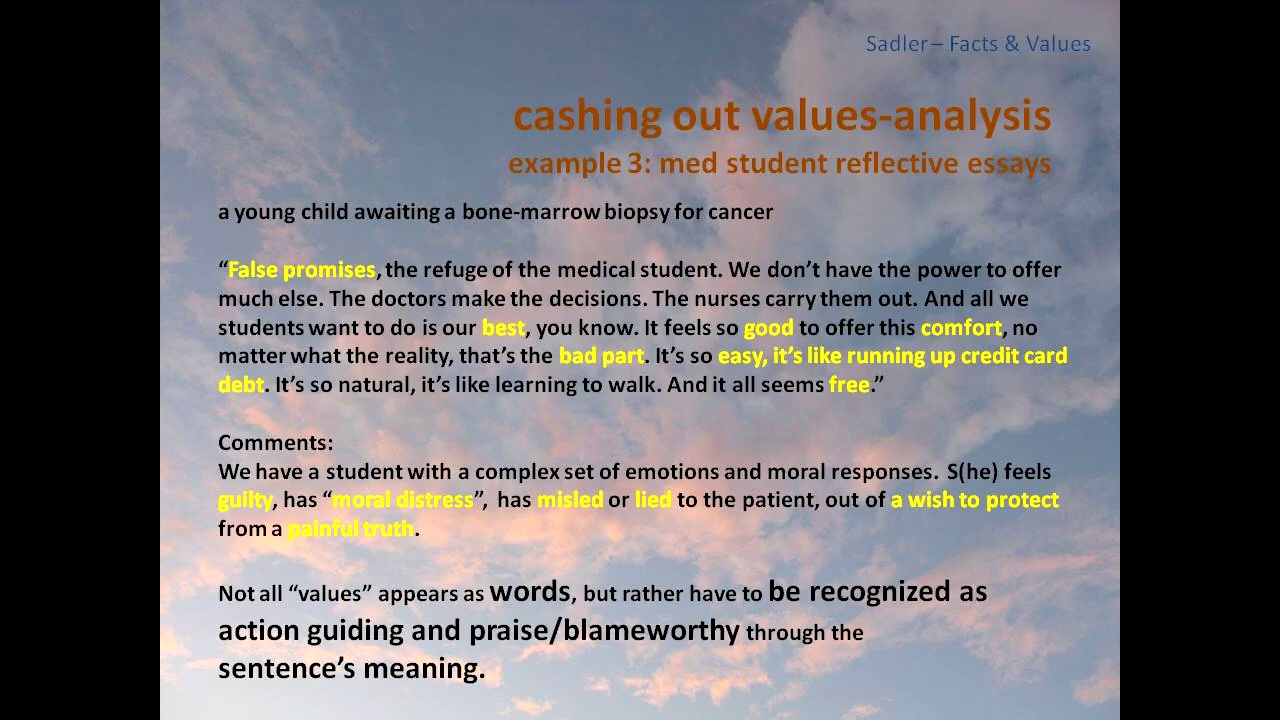 Sadler – Facts & Values
cashing out values-analysis
example 3: med student reflective essays
a young child awaiting a bone-marrow biopsy for cancer
“False promises, the refuge of the medical student. We don’t have the power to offer
much else. The doctors make the decisions. The nurses carry them out. And all we
students want to do is our best, you know. It feels so good to offer this comfort, no
matter what the reality, that’s the bad part. It’s so easy, it’s like running up credit card
debt. It’s so natural, it’s like learning to walk. And it all seems free.”
Comments:
We have a student with a complex set of emotions and moral responses. S(he) feels
guilty, has “moral distress”, has misled or lied to the patient, out of a wish to protect
from a painful truth.
Not all “values” appears as words, but rather have to be recognized as
action guiding and praise/blameworthy through the
sentence’s meaning.